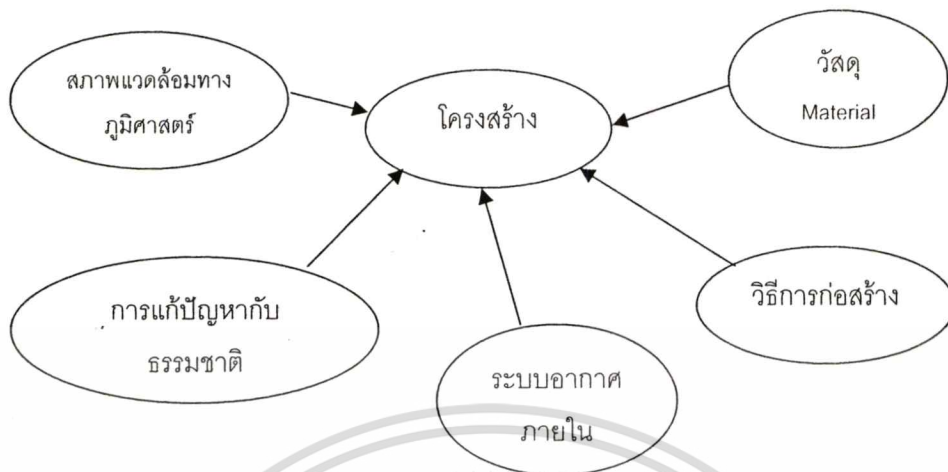 สภาพแวดล้อมทาง
ภูมิศาสตร์
โครงสร้าง
วัสดุ
Material
การแก้ปัญหากับ
ธรรมชาติ
ระบบอากาศ
ภายใน
วิธีการก่อสร้าง